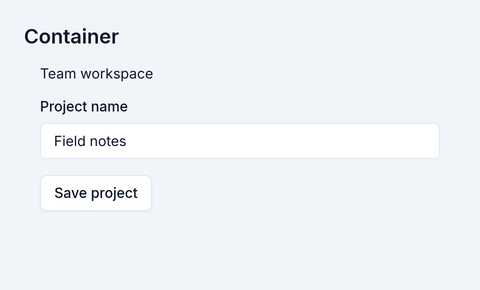 Container
Team workspace
Project name
Field notes
Save project